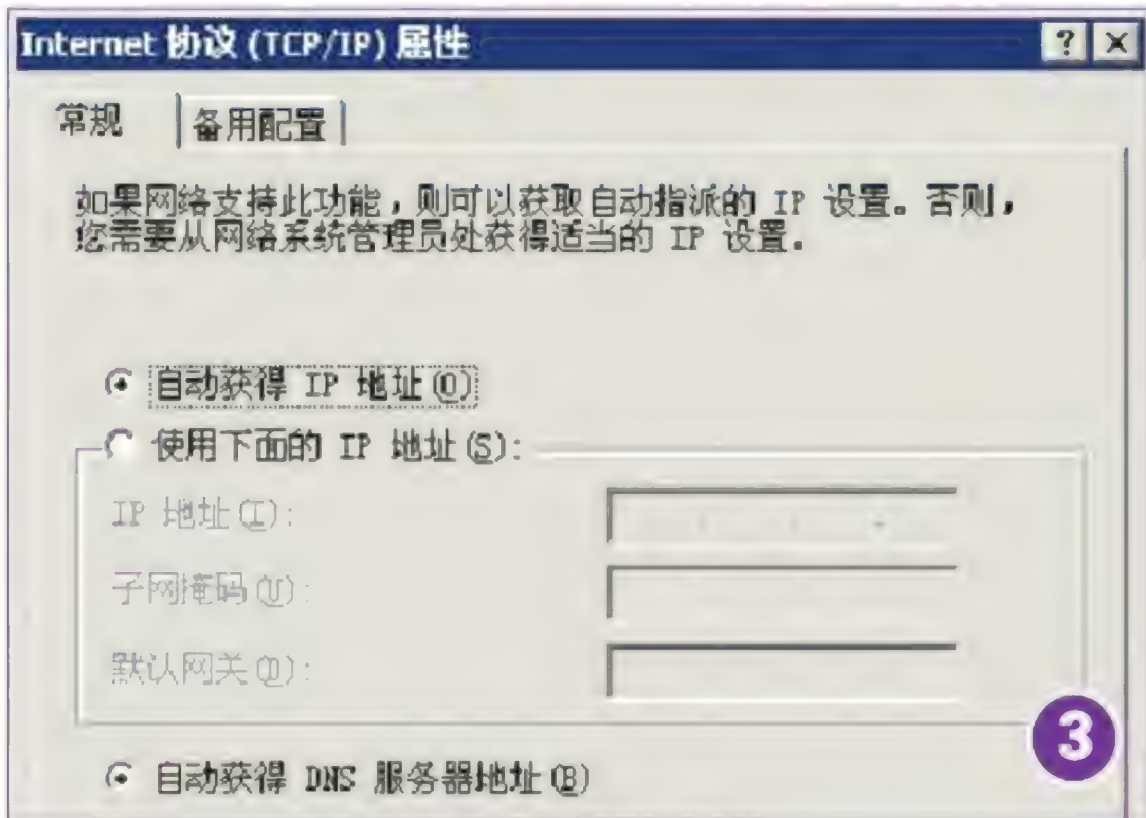 Internet 协议 (TCP/IP) 属性
常规 备用配置
如果网络支持此功能，则可以获取自动指派的 IP 设置。否则，
您需要从网络系统管理员处获得适当的 IP 设置。
自动获得 IP 地址(O)
使用下面的 IP 地址(S):
IP 地址(I):
子网掩码(U):
默认网关(D):
3
自动获得 DNS 服务器地址(B)